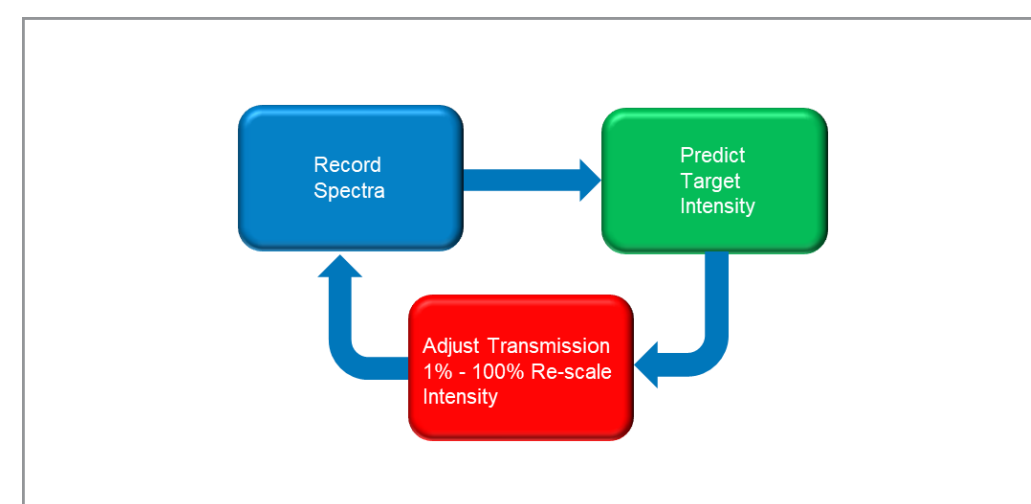 Record
Spectra
Predict
Target
Intensity
Adjust Transmission
1% - 100% Re-scale
Intensity